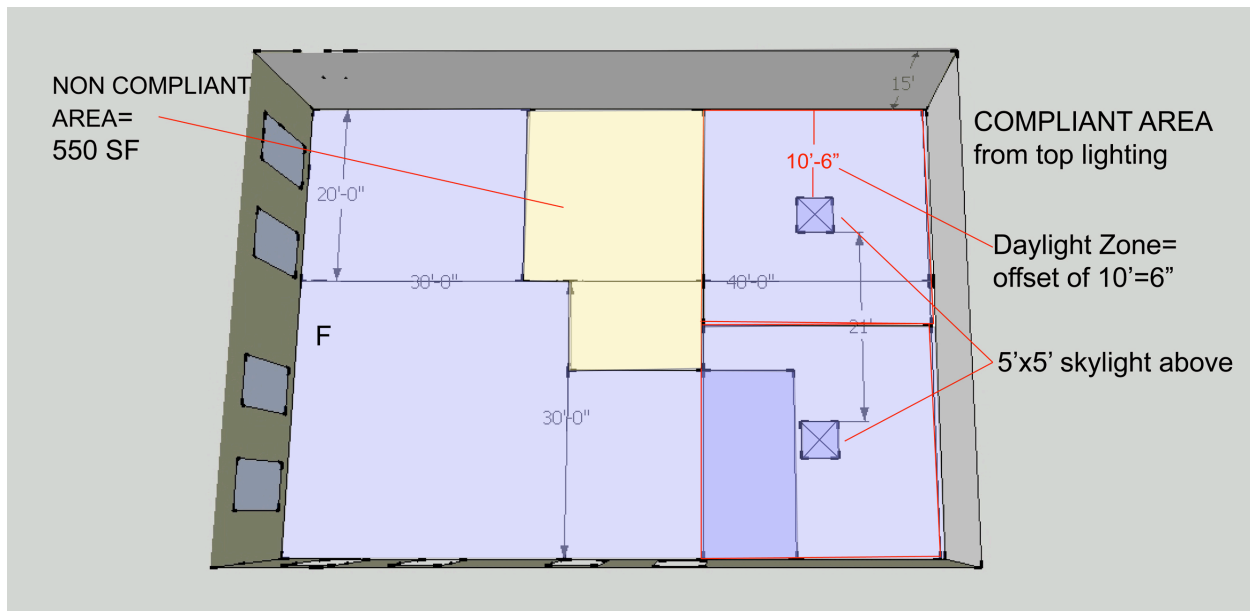 NON COMPLIANT
AREA=
550 SF
15'
COMPLIANT AREA
from top lighting
10’-6”
20'-0"
Daylight Zone=
offset of 10’=6”
30'-0"
40'-0"
21'
F
5’x5’ skylight above
30'-0"